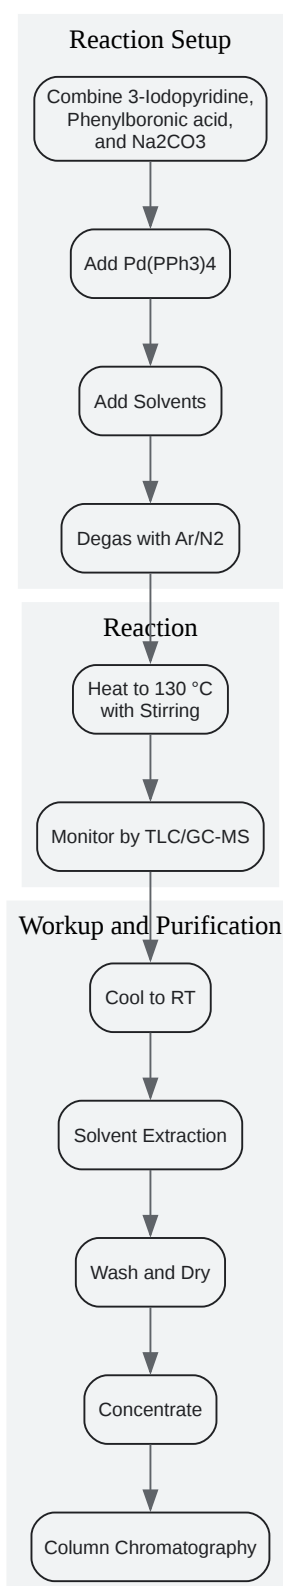 Reaction Setup
Combine 3-Iodopyridine,
Phenylboronic acid,
and Na2CO3
Add Pd(PPh3)4
Add Solvents
Degas with Ar/N2
Reaction
Heat to 130 °C
with Stirring
Monitor by TLC/GC-MS
Workup and Purification
Cool to RT
Solvent Extraction
Wash and Dry
Concentrate
Column Chromatography